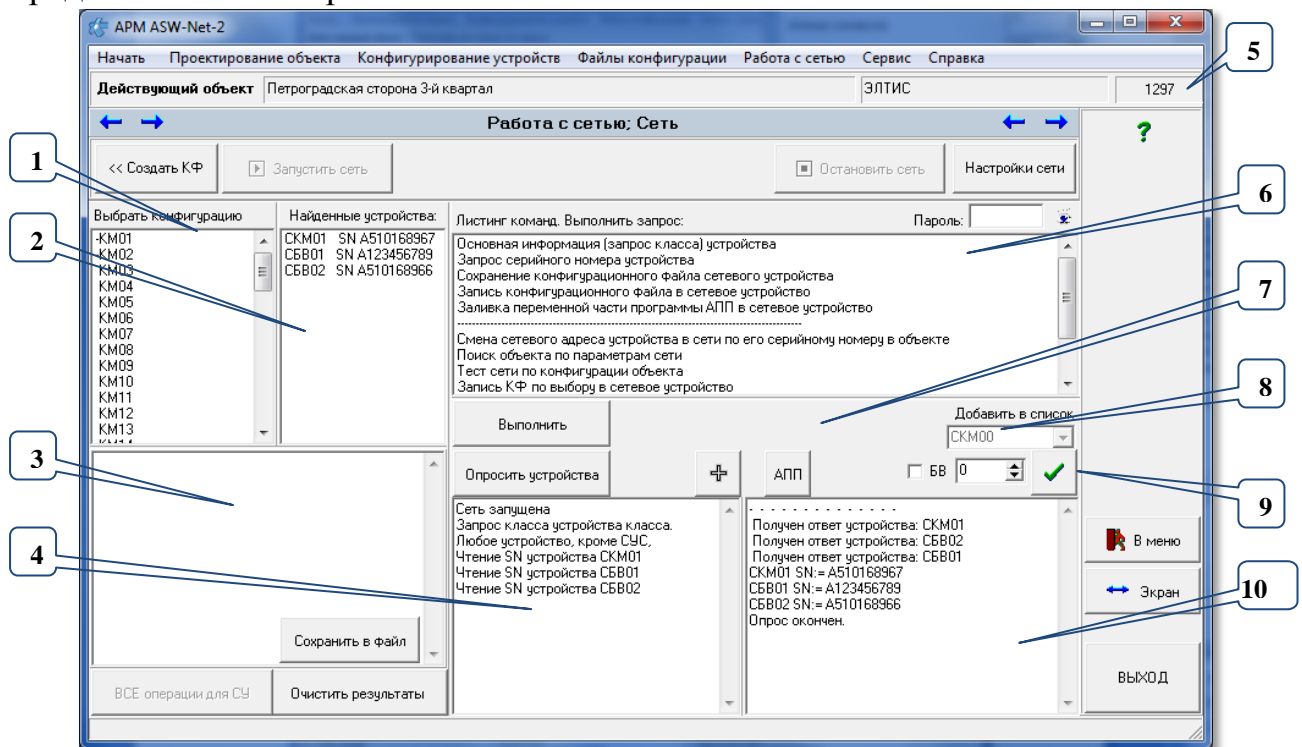 АРМ ASW-Net-2
Начать Проектирование объекта Конфигурирование устройств Файлы конфигурации Работа с сетью Сервис Справка
5
Действующий объект Петроградская сторона 3-й квартал ЭЛТИС 1297
Работа с сетью; Сеть
?
1
<< Создать КФ Запустить сеть Остановить сеть Настройки сети
6
Выбрать конфигурацию Найденные устройства: Листинг команд. Выполнить запрос: Пароль:
2
-КМ01
КМ02
КМ03
КМ04
КМ05
КМ06
КМ07
КМ08
КМ09
КМ10
КМ11
КМ12
КМ13
СКМ01 SN A510168967
СБВ01 SN A123456789
СБВ02 SN A510168966
Основная информация (запрос класса) устройства
Запрос серийного номера устройства
Сохранение конфигурационного файла сетевого устройства
Запись конфигурационного файла в сетевое устройство
Заливка переменной части программы АПП в сетевое устройство
Смена сетевого адреса устройства в сети по его серийному номеру в объекте
Поиск объекта по параметрам сети
Тест сети по конфигурации объекта
Запись КФ по выбору в сетевое устройство
7
8
Выполнить
Добавить в список
СКМ00
3
Опросить устройства АПП БВ 0
9
4
Сеть запущена
Запрос класса устройства класса.
Любое устройство, кроме СУС,
Чтение SN устройства СКМ01
Чтение SN устройства СБВ01
Чтение SN устройства СБВ02
- - - - - - - - - - - - - -
Получен ответ устройства: СКМ01
Получен ответ устройства: СБВ02
Получен ответ устройства: СБВ01
СКМ01 SN:= A510168967
СБВ01 SN:= A123456789
СБВ02 SN:= A510168966
Опрос окончен.
В меню
Экран
10
Сохранить в файл
ВСЕ операции для СУ Очистить результаты
ВЫХОД